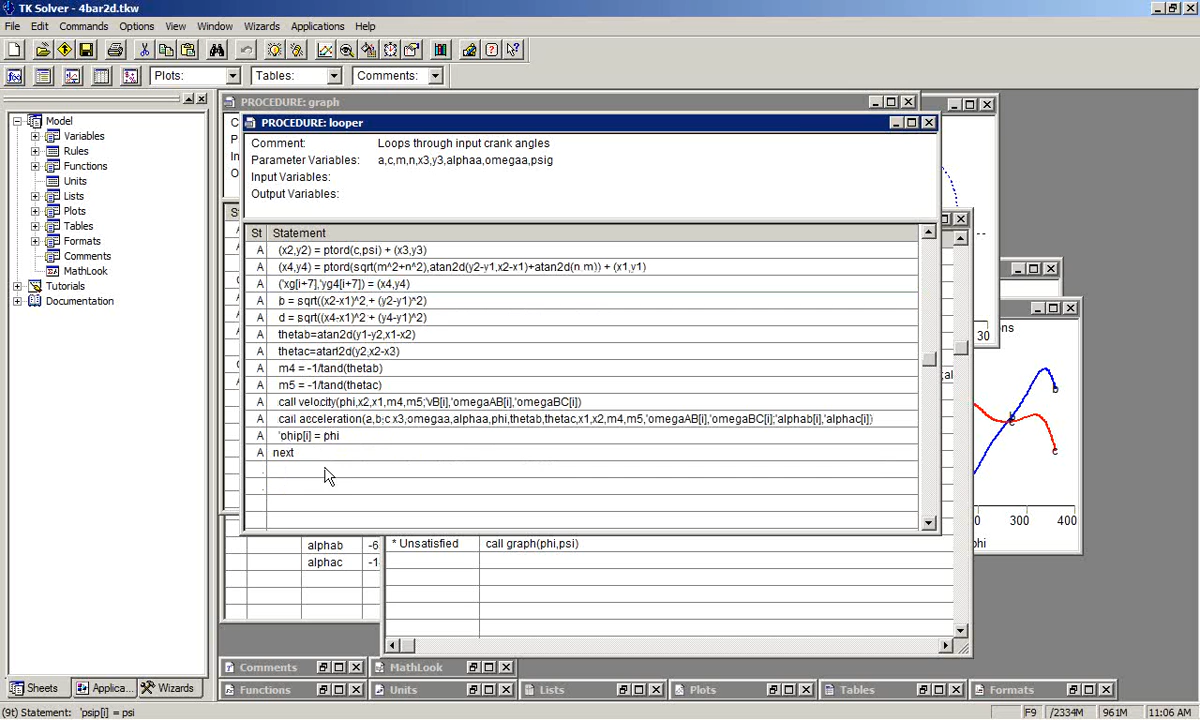 TK Solver - 4bar2d.tkw
File Edit Commands Options View Window Wizards Applications Help
Plots: Tables: Comments:
Model
Variables
Rules
Functions
Units
Lists
Plots
Tables
Formats
Comments
MathLook
Tutorials
Documentation
Sheets Applica... Wizards
PROCEDURE: graph
C
P
In
O
S
PROCEDURE: looper
Comment: Loops through input crank angles
Parameter Variables: a,c,m,n,x3,y3,alphaa,omegaa,psig
Input Variables:
Output Variables:
St Statement
A (x2,y2) = ptord(c,psi) + (x3,y3)
A (x4,y4) = ptord(sqrt(m^2+n^2),atan2d(y2-y1,x2-x1)+atan2d(n,m)) + (x1,y1)
A ('xg[i+7],'yg4[i+7]) = (x4,y4)
A b = sqrt((x2-x1)^2 + (y2-y1)^2)
A d = sqrt((x4-x1)^2 + (y4-y1)^2)
A thetab=atan2d(y1-y2,x1-x2)
A thetac=atan2d(y2,x2-x3)
A m4 = -1/tand(thetab)
A m5 = -1/tand(thetac)
A call velocity(phi,x2,x1,m4,m5;'VB[i],'omegaAB[i],'omegaBC[i])
A call acceleration(a,b,c,x3,omegaa,alphaa,phi,thetab,thetac,x1,x2,m4,m5,'omegaAB[i],'omegaBC[i];'alphab[i],'alphac[i])
A 'phip[i] = phi
A next
alphab -6
alphac -1
* Unsatisfied call graph(phi,psi)
30
ons
b
b
c
c
300 400
phi
Comments MathLook
Functions Units Lists Plots Tables Formats
(9t) Statement: 'psip[i] = psi F9 /2334M 961M 11:06 AM